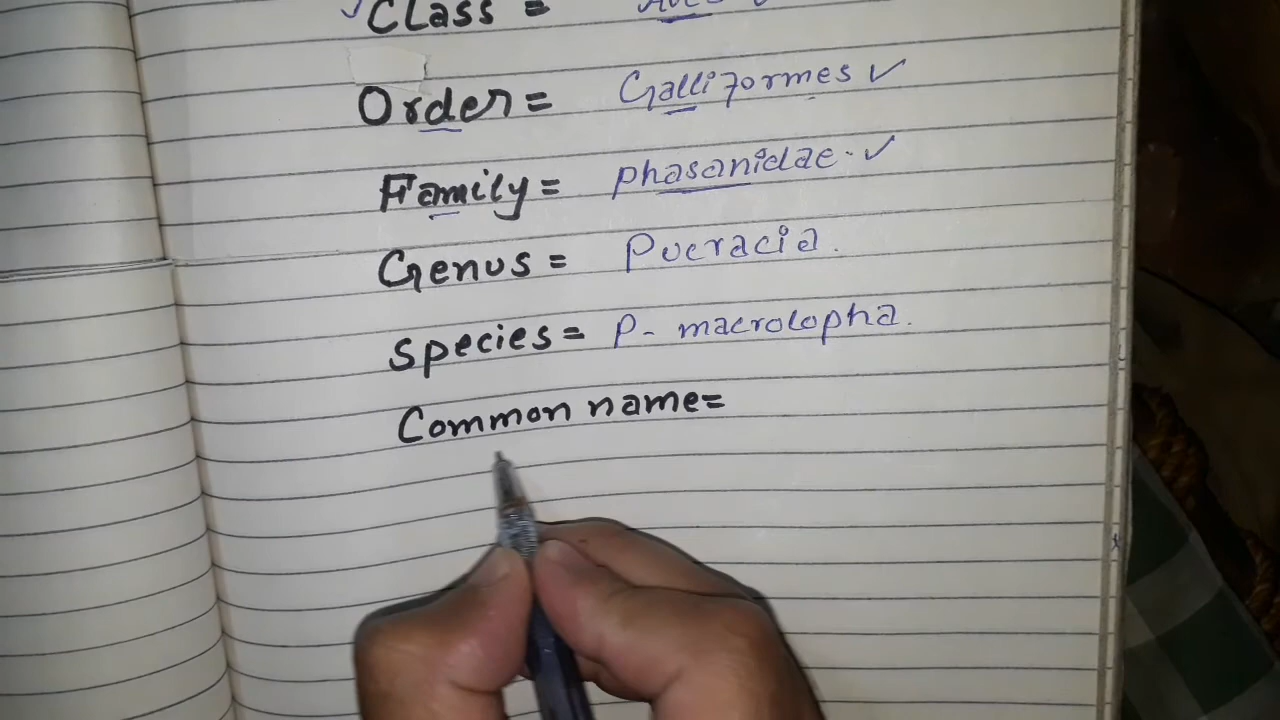 Class =
Order = Galliformes ✓
Family = phasanidae. ✓
Genus = Pucracia.
Species = P- macrolopha.
Common name=